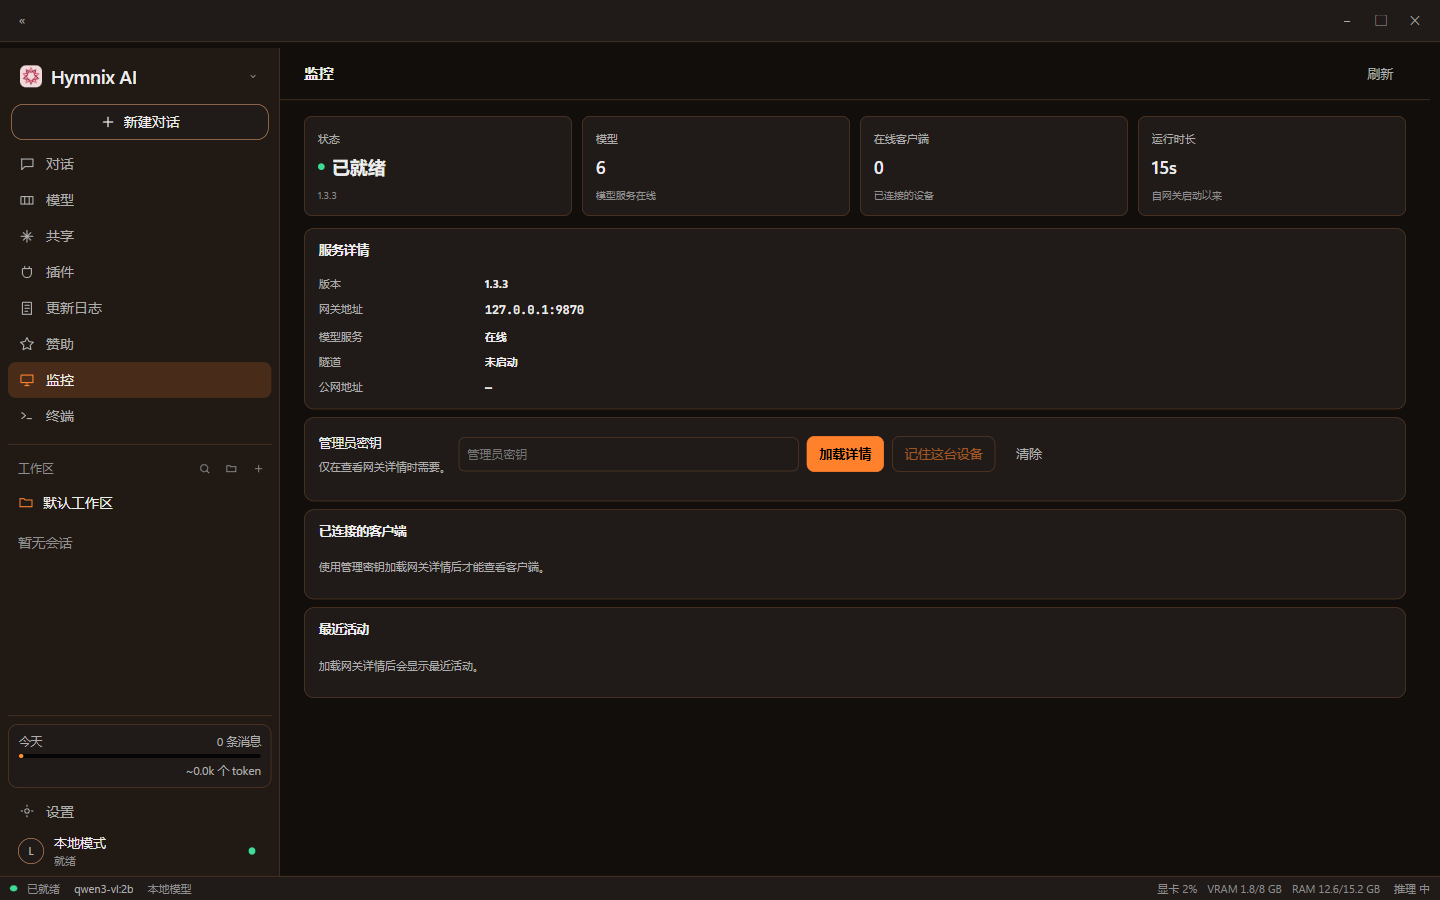 «
Hymnix AI
+ 新建对话
对话
模型
共享
插件
更新日志
赞助
监控
终端
工作区
默认工作区
暂无会话
今天 0 条消息
~0.0k 个 token
设置
L
本地模式
就绪
监控
刷新
状态
已就绪
1.3.3
模型
6
模型服务在线
在线客户端
0
已连接的设备
运行时长
15s
自网关启动以来
服务详情
版本 1.3.3
网关地址 127.0.0.1:9870
模型服务 在线
隧道 未启动
公网地址 —
管理员密钥
仅在查看网关详情时需要。
管理员密钥
加载详情
记住这台设备
清除
已连接的客户端
使用管理密钥加载网关详情后才能查看客户端。
最近活动
加载网关详情后会显示最近活动。
已就绪 qwen3-vl:2b 本地模型
显卡 2% VRAM 1.8/8 GB RAM 12.6/15.2 GB 推理 中